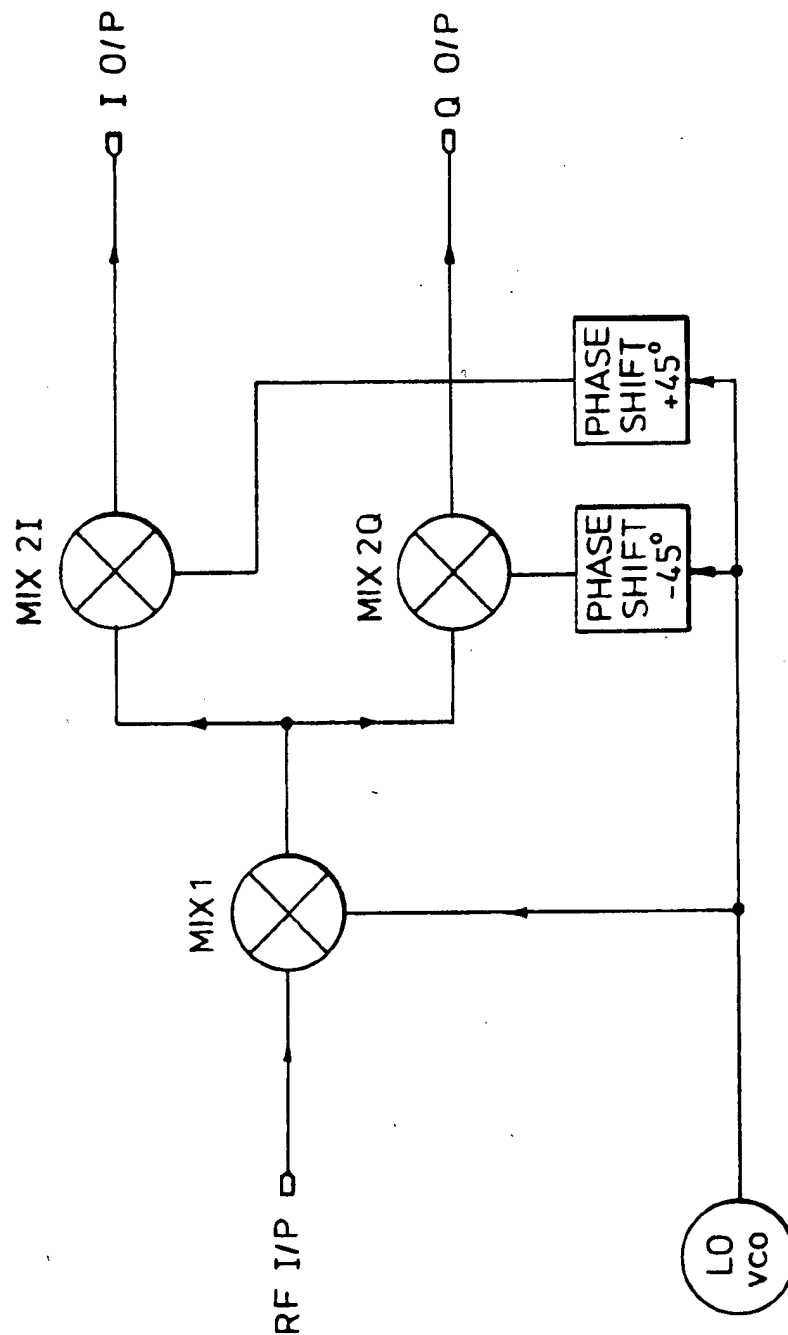 MIX 2I
I O/P
MIX1
RF I/P
MIX 2Q
Q O/P
PHASE
SHIFT
-45°
PHASE
SHIFT
+45°
LO
VCO